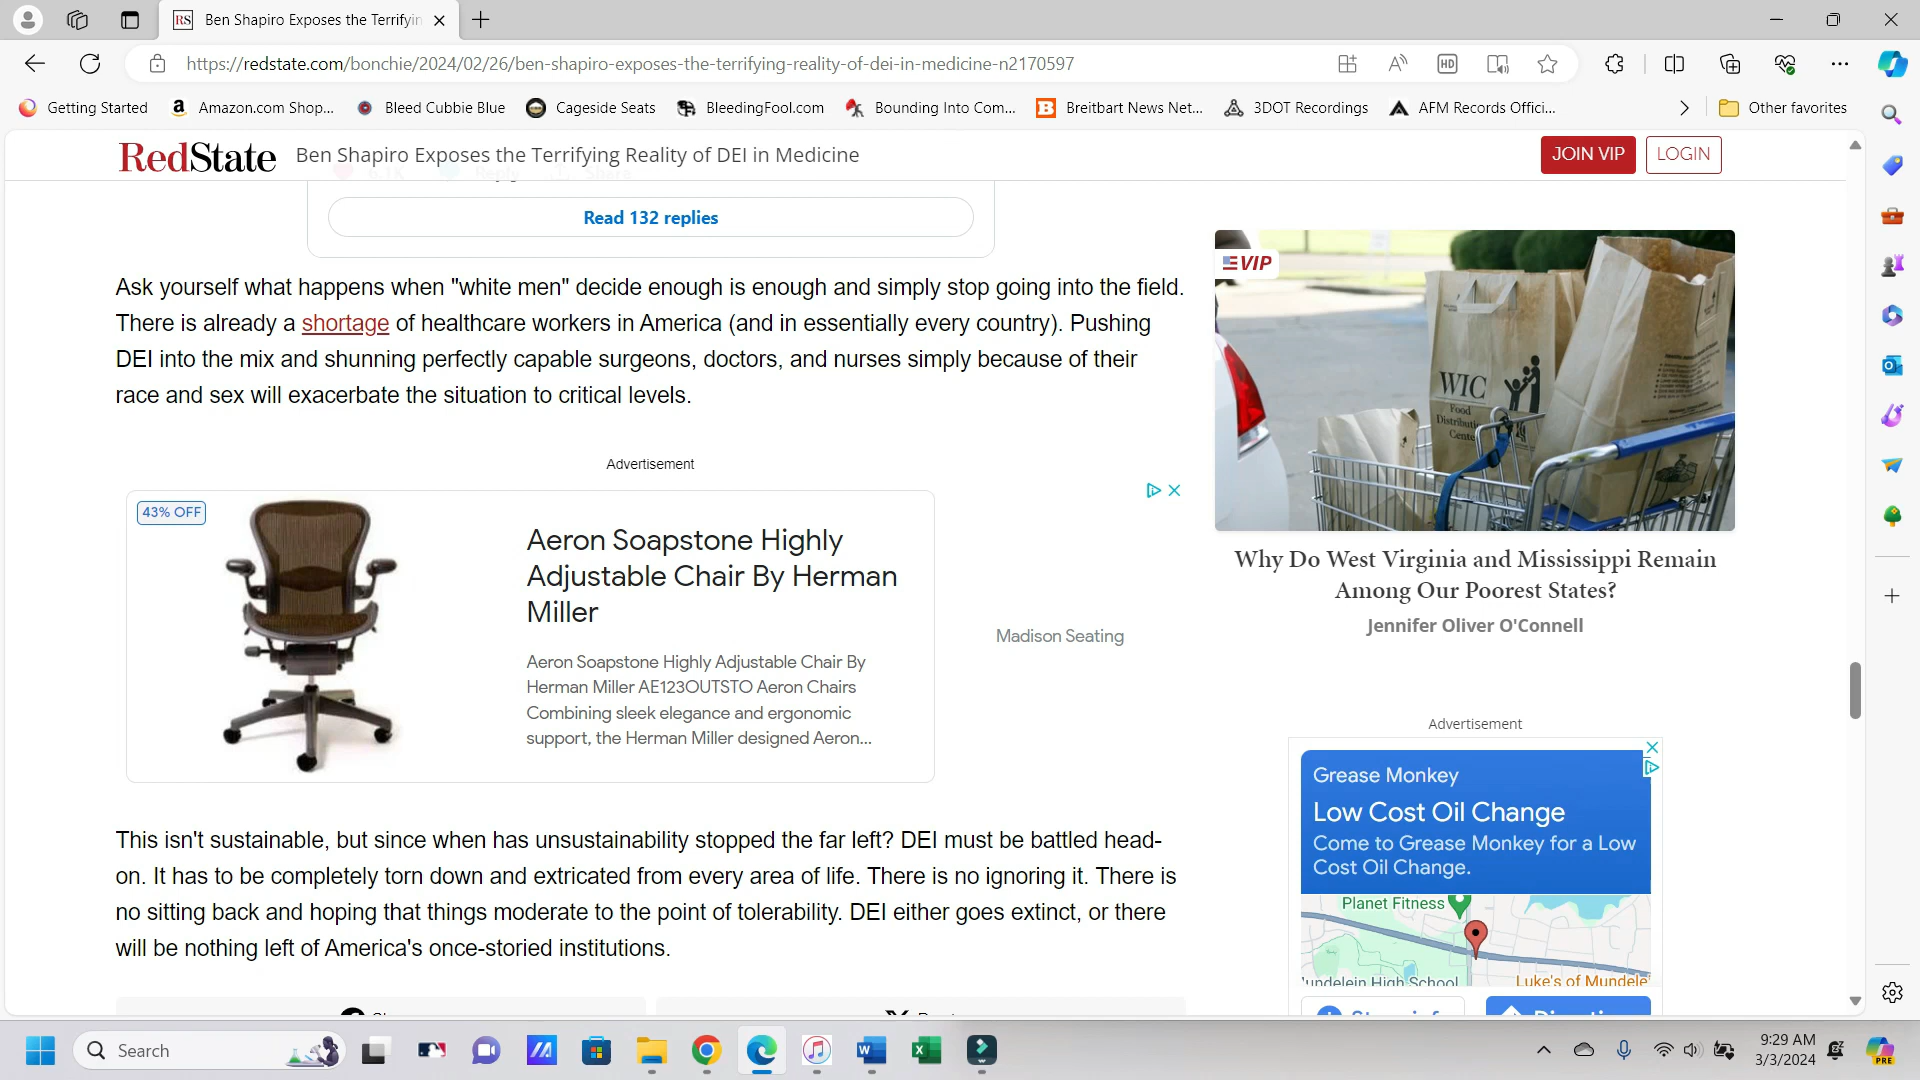 RS Ben Shapiro Exposes the Terrifyin
https://redstate.com/bonchie/2024/02/26/ben-shapiro-exposes-the-terrifying-reality-of-dei-in-medicine-n2170597
HD
Getting Started
a Amazon.com Shop...
Bleed Cubbie Blue
Cageside Seats
BleedingFool.com
Bounding Into Com...
B Breitbart News Net...
3DOT Recordings
AFM Records Offici...
Other favorites
RedState
Ben Shapiro Exposes the Terrifying Reality of DEI in Medicine
JOIN VIP
LOGIN
Reply
Share
Read 132 replies
Ask yourself what happens when "white men" decide enough is enough and simply stop going into the field.
There is already a shortage of healthcare workers in America (and in essentially every country). Pushing
DEI into the mix and shunning perfectly capable surgeons, doctors, and nurses simply because of their
race and sex will exacerbate the situation to critical levels.
Advertisement
43% OFF
Aeron Soapstone Highly
Adjustable Chair By Herman
Miller
Aeron Soapstone Highly Adjustable Chair By
Herman Miller AE123OUTSTO Aeron Chairs
Combining sleek elegance and ergonomic
support, the Herman Miller designed Aeron...
Madison Seating
This isn't sustainable, but since when has unsustainability stopped the far left? DEI must be battled head-
on. It has to be completely torn down and extricated from every area of life. There is no ignoring it. There is
no sitting back and hoping that things moderate to the point of tolerability. DEI either goes extinct, or there
will be nothing left of America's once-storied institutions.
VIP
WIC
Food
Distributi
Cente
Why Do West Virginia and Mississippi Remain
Among Our Poorest States?
Jennifer Oliver O'Connell
Advertisement
Grease Monkey
Low Cost Oil Change
Come to Grease Monkey for a Low
Cost Oil Change.
Planet Fitness
undelein High School
Luke's of Mundelei
Search
9:29 AM
3/3/2024
PRE